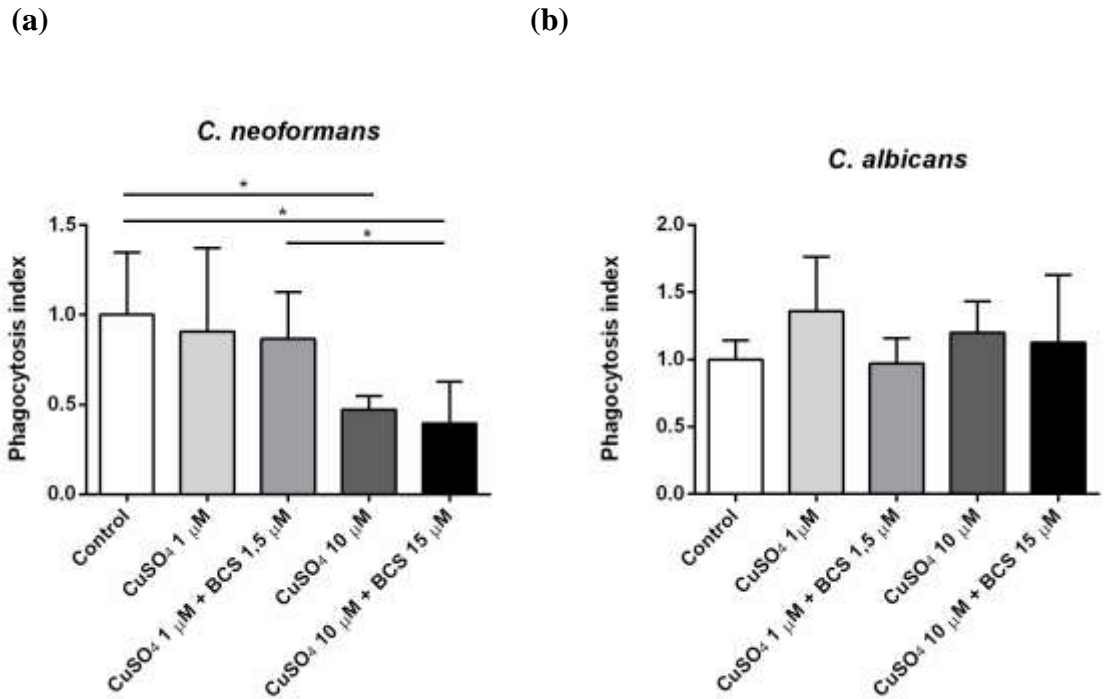 (a)
C. neoformans
*
*
*
Phagocytosis index
1.5
1.0
0.5
0.0
Control
CuSO₄ 1 μM
CuSO₄ 1 μM + BCS 1,5 μM
CuSO₄ 10 μM
CuSO₄ 10 μM + BCS 15 μM
(b)
C. albicans
Phagocytosis index
2.0
1.5
1.0
0.5
0.0
Control
CuSO₄ 1μM
CuSO₄ 1 μM + BCS 1,5 μM
CuSO₄ 10 μM
CuSO₄ 10 μM + BCS 15 μM